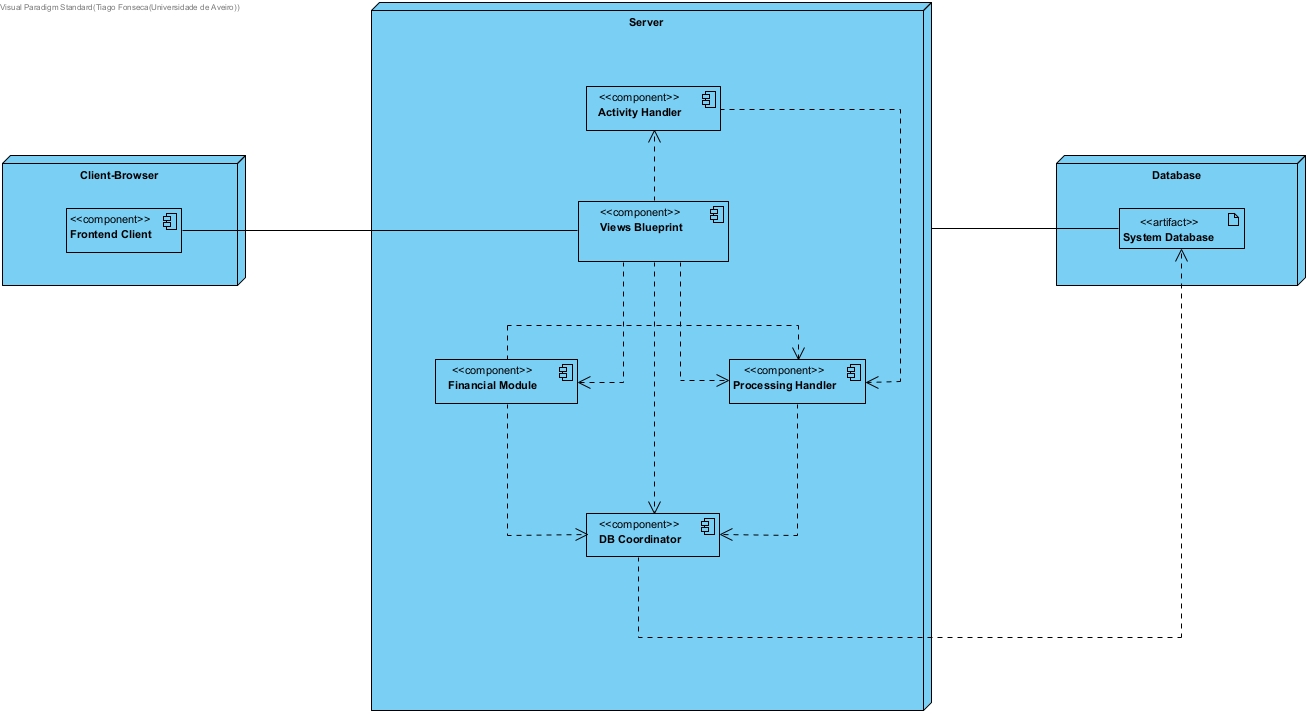 Visual Paradigm Standard(Tiago Fonseca(Universidade de Aveiro))
Server
<<component>>
Activity Handler
Client-Browser
<<component>>
Frontend Client
<<component>>
Views Blueprint
Database
<<artifact>>
System Database
<<component>>
Financial Module
<<component>>
Processing Handler
<<component>>
DB Coordinator